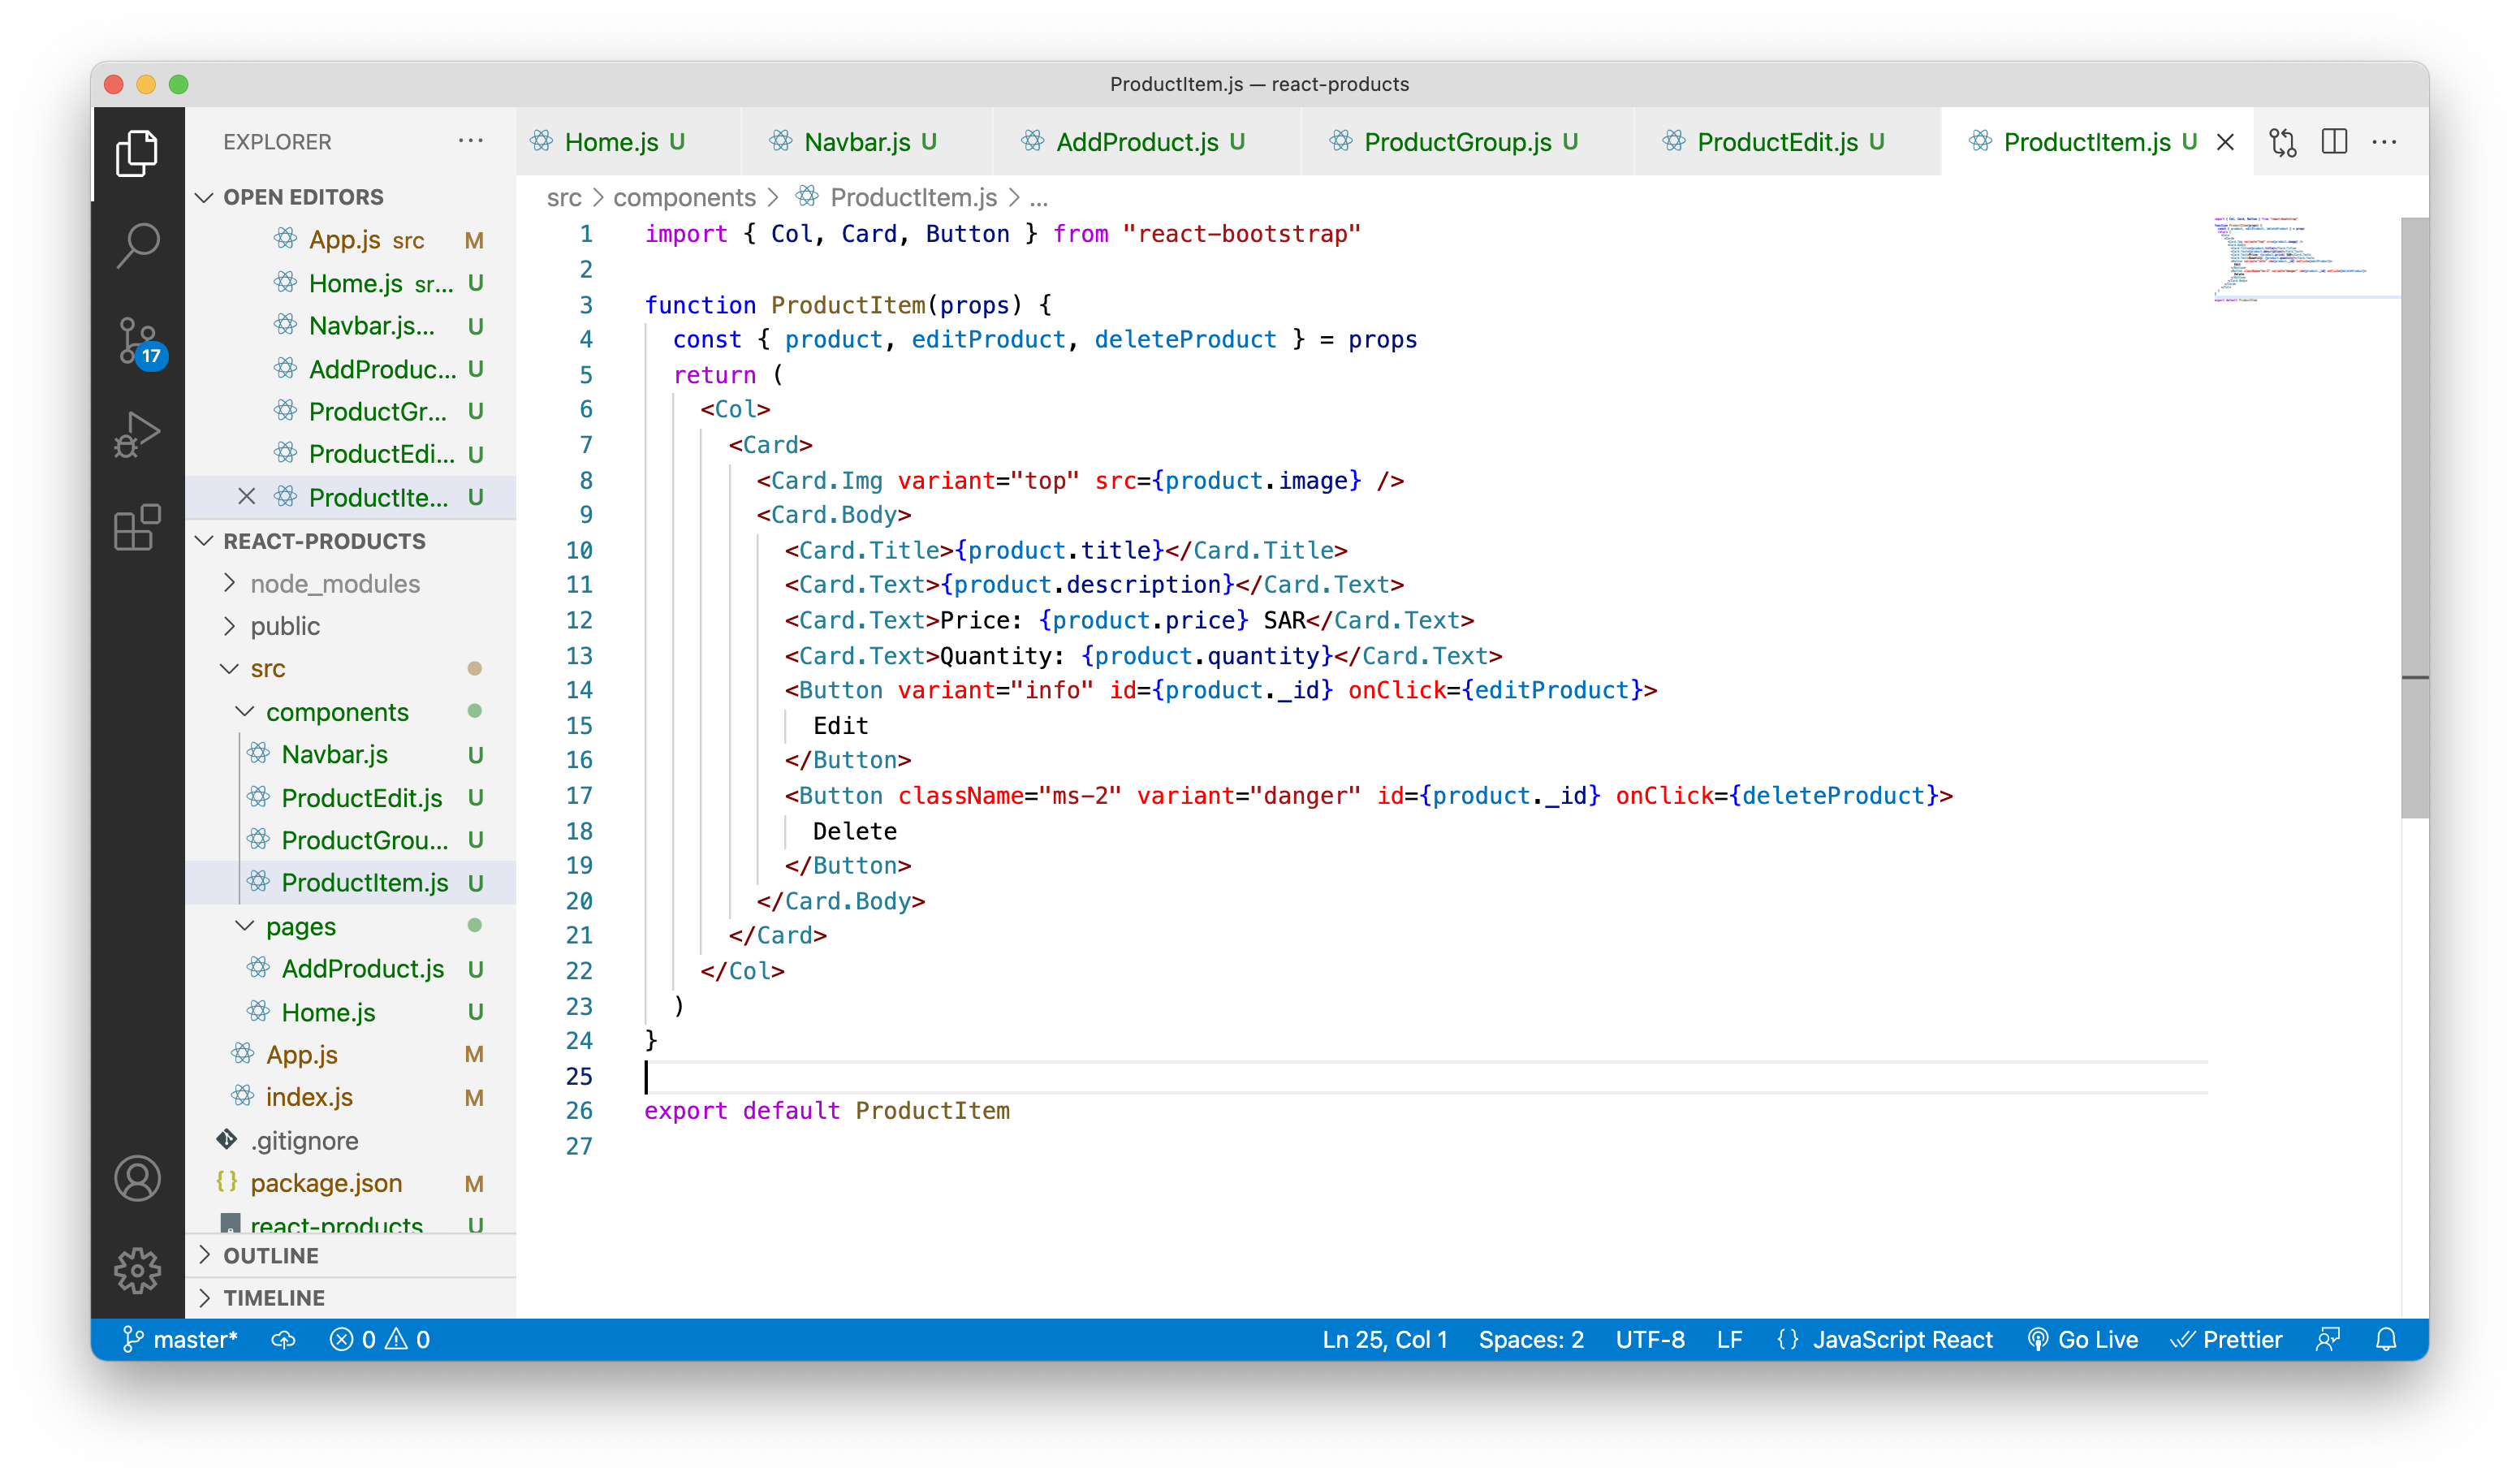 ProductItem.js — react-products
EXPLORER
Home.js U
Navbar.js U
AddProduct.js U
ProductGroup.js U
ProductEdit.js U
ProductItem.js U
OPEN EDITORS
App.js src M
Home.js sr... U
Navbar.js... U
AddProduc... U
ProductGr... U
ProductEdi... U
ProductIte... U
REACT-PRODUCTS
node_modules
public
src
components
Navbar.js U
ProductEdit.js U
ProductGrou... U
ProductItem.js U
pages
AddProduct.js U
Home.js U
App.js M
index.js M
.gitignore
package.json M
react-products U
OUTLINE
TIMELINE
17
src > components > ProductItem.js > ...
1 import { Col, Card, Button } from "react-bootstrap"
2
3 function ProductItem(props) {
4   const { product, editProduct, deleteProduct } = props
5   return (
6     <Col>
7       <Card>
8         <Card.Img variant="top" src={product.image} />
9         <Card.Body>
10           <Card.Title>{product.title}</Card.Title>
11           <Card.Text>{product.description}</Card.Text>
12           <Card.Text>Price: {product.price} SAR</Card.Text>
13           <Card.Text>Quantity: {product.quantity}</Card.Text>
14           <Button variant="info" id={product._id} onClick={editProduct}>
15             Edit
16           </Button>
17           <Button className="ms-2" variant="danger" id={product._id} onClick={deleteProduct}>
18             Delete
19           </Button>
20         </Card.Body>
21       </Card>
22     </Col>
23   )
24 }
25
26 export default ProductItem
27
master* 0 0
Ln 25, Col 1 Spaces: 2 UTF-8 LF {} JavaScript React Go Live Prettier